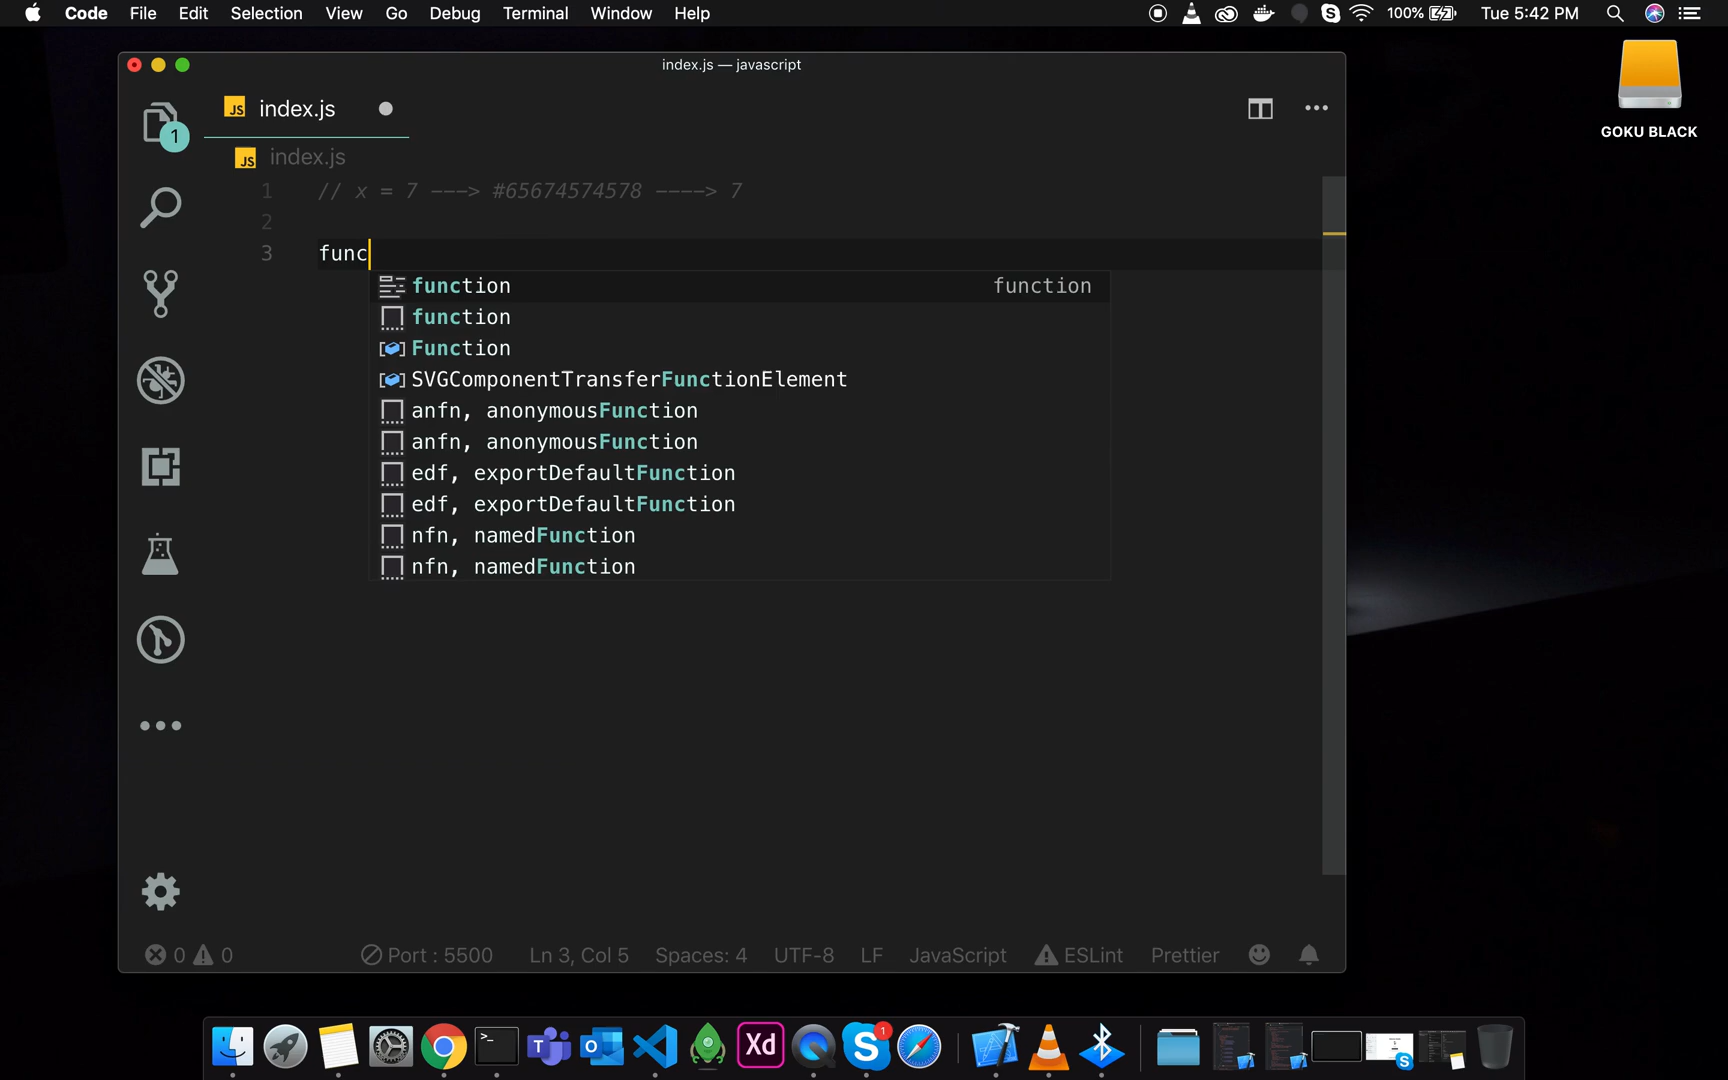 Code File Edit Selection View Go Debug Terminal Window Help 100% Tue 5:42 PM
index.js — javascript
GOKU BLACK
JS index.js
1
JS index.js
1 // x = 7 ---> #65674574578 ----> 7
2
3 func
function function
function
Function
SVGComponentTransferFunctionElement
anfn, anonymousFunction
anfn, anonymousFunction
edf, exportDefaultFunction
edf, exportDefaultFunction
nfn, namedFunction
nfn, namedFunction
0 0 Port : 5500 Ln 3, Col 5 Spaces: 4 UTF-8 LF JavaScript ESLint Prettier
Xd S 1